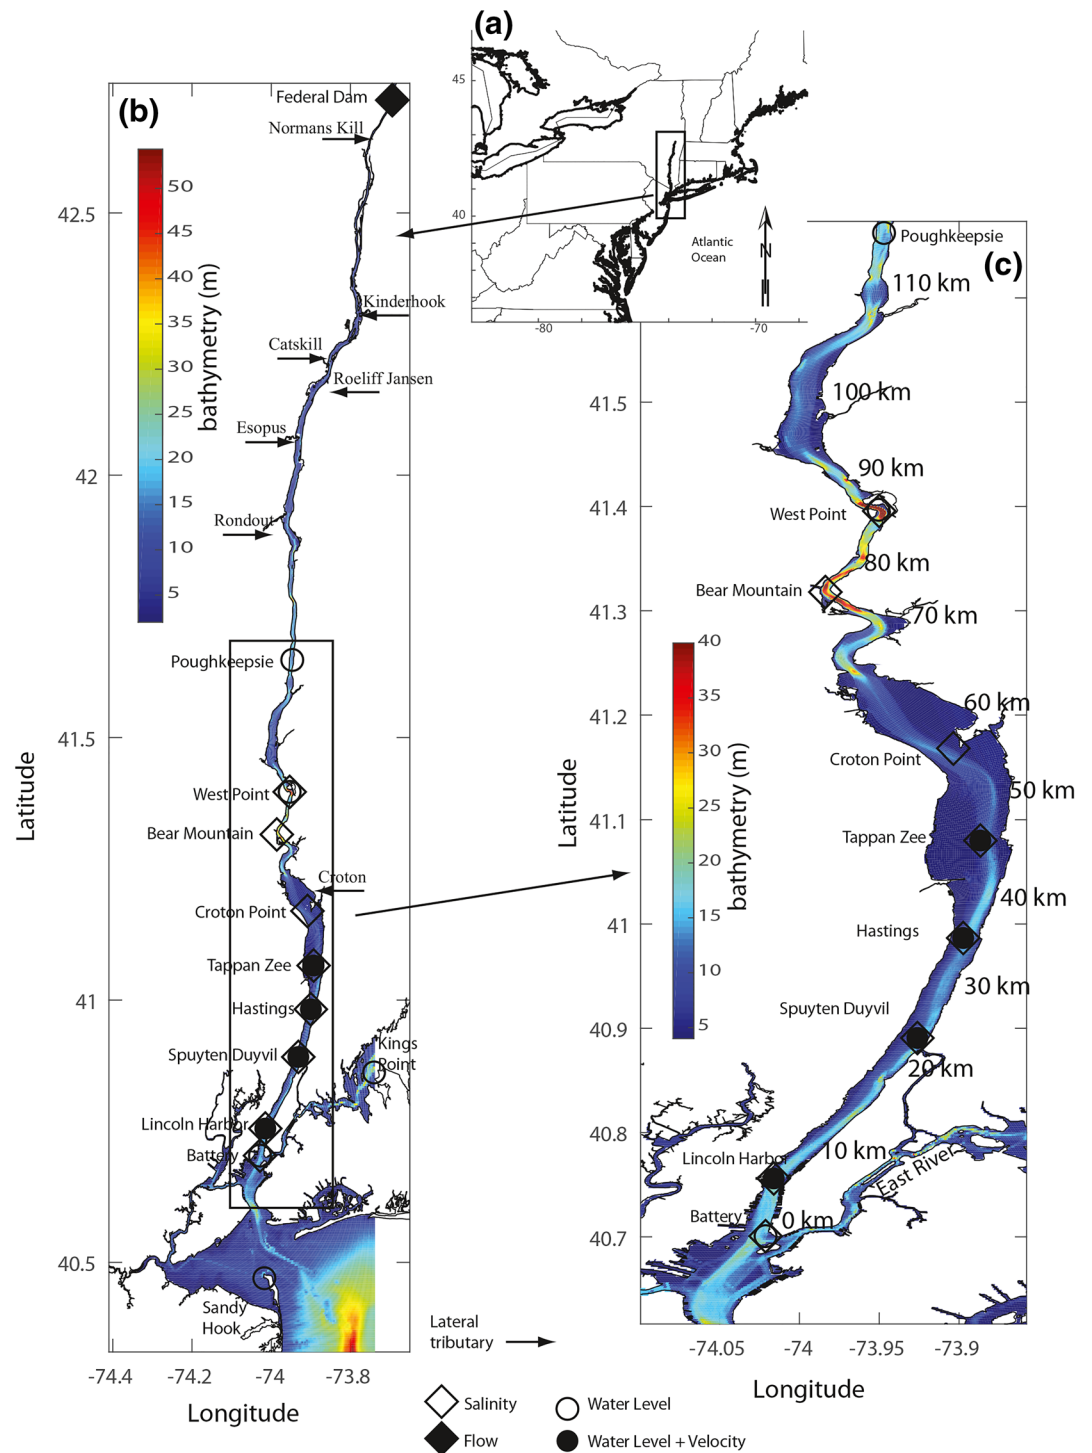 (a)
45
40
Atlantic
Ocean
N
-80
-70
(b)
Federal Dam
Normans Kill
Kinderhook
Catskill
Roeliff Jansen
Esopus
Rondout
Poughkeepsie
West Point
Bear Mountain
Croton
Croton Point
Tappan Zee
Hastings
Spuyten Duyvil
Kings
Point
Lincoln Harbor
Battery
Sandy
Hook
50
45
40
35
30
25
20
15
10
5
bathymetry (m)
42.5
42
41.5
41
40.5
Latitude
-74.4
-74.2
-74
-73.8
Longitude
(c)
Poughkeepsie
110 km
100 km
90 km
West Point
80 km
Bear Mountain
70 km
60 km
Croton Point
50 km
Tappan Zee
40 km
Hastings
30 km
Spuyten Duyvil
20 km
Lincoln Harbor
10 km
East River
Battery
0 km
40
35
30
25
20
15
10
5
bathymetry (m)
41.5
41.4
41.3
41.2
41.1
41
40.9
40.8
40.7
Latitude
-74.05
-74
-73.95
-73.9
Longitude
Lateral
tributary
Salinity
Water Level
Flow
Water Level + Velocity